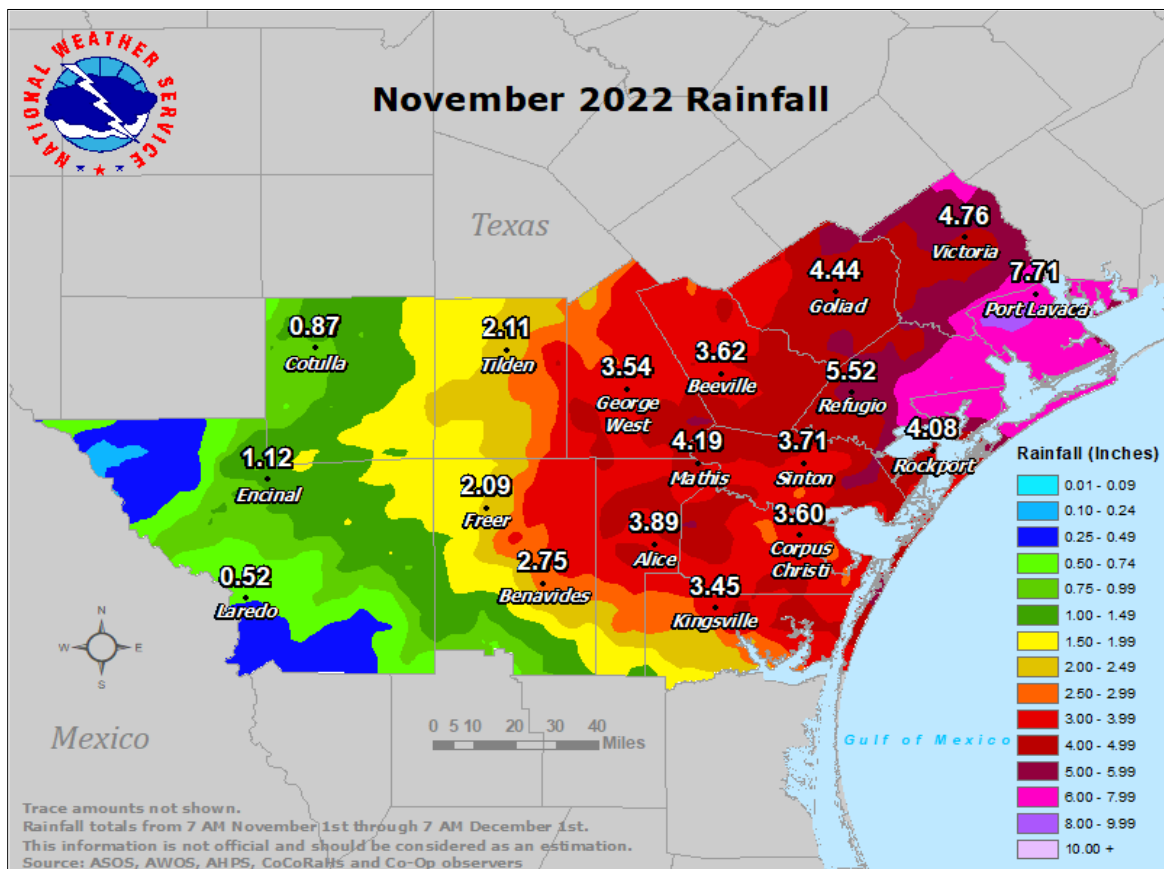 NATIONAL WEATHER SERVICE
November 2022 Rainfall
Texas
4.76
Victoria
4.44
Goliad
7.71
Port Lavaca
0.87
Cotulla
2.11
Tilden
3.54
George
West
3.62
Beeville
5.52
Refugio
4.08
Rockport
1.12
Encinal
2.09
Freer
4.19
Mathis
3.71
Sinton
3.89
Alice
3.60
Corpus
Christi
0.52
Laredo
2.75
Benavides
3.45
Kingsville
Rainfall (Inches)
0.01 - 0.09
0.10 - 0.24
0.25 - 0.49
0.50 - 0.74
0.75 - 0.99
1.00 - 1.49
1.50 - 1.99
2.00 - 2.49
2.50 - 2.99
3.00 - 3.99
4.00 - 4.99
5.00 - 5.99
6.00 - 7.99
8.00 - 9.99
10.00 +
N
W E
S
Mexico
0 5 10 20 30 40
Miles
Gulf of Mexico
Trace amounts not shown.
Rainfall totals from 7 AM November 1st through 7 AM December 1st.
This information is not official and should be considered as an estimation.
Source: ASOS, AWOS, AHPS, CoCoRaHs and Co-Op observers